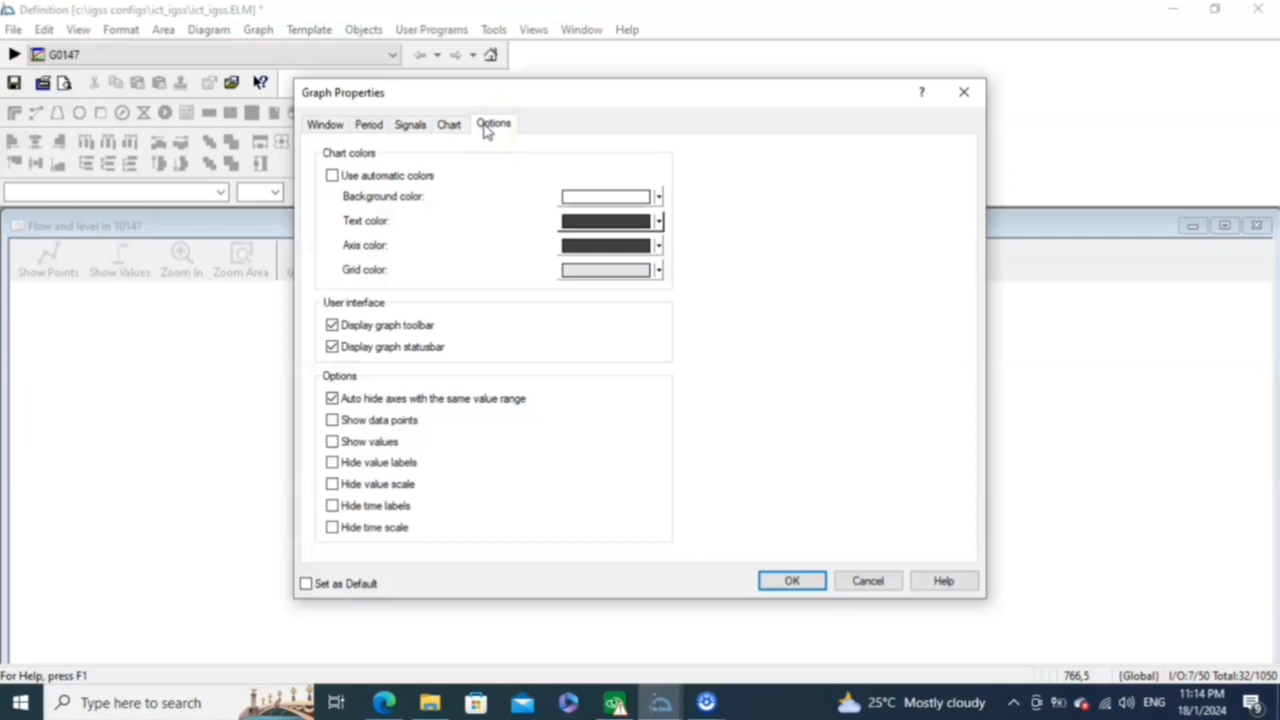 Definition [c:\igss configs\ict_igss\ict_igss.ELM] *
File Edit View Format Area Diagram Graph Template Objects User Programs Tools Views Window Help
G0147
Graph Properties
Window Period Signals Chart Options
Chart colors
Use automatic colors
Background color:
Text color:
Axis color:
Grid color:
Flow and level in T0147
Show Points Show Values Zoom In Zoom Area
User interface
Display graph toolbar
Display graph statusbar
Options
Auto hide axes with the same value range
Show data points
Show values
Hide value labels
Hide value scale
Hide time labels
Hide time scale
Set as Default OK Cancel Help
For Help, press F1 766,5 (Global) I/O:7/50 Total:32/1050
Type here to search 25°C Mostly cloudy ENG 11:14 PM
18/1/2024
9